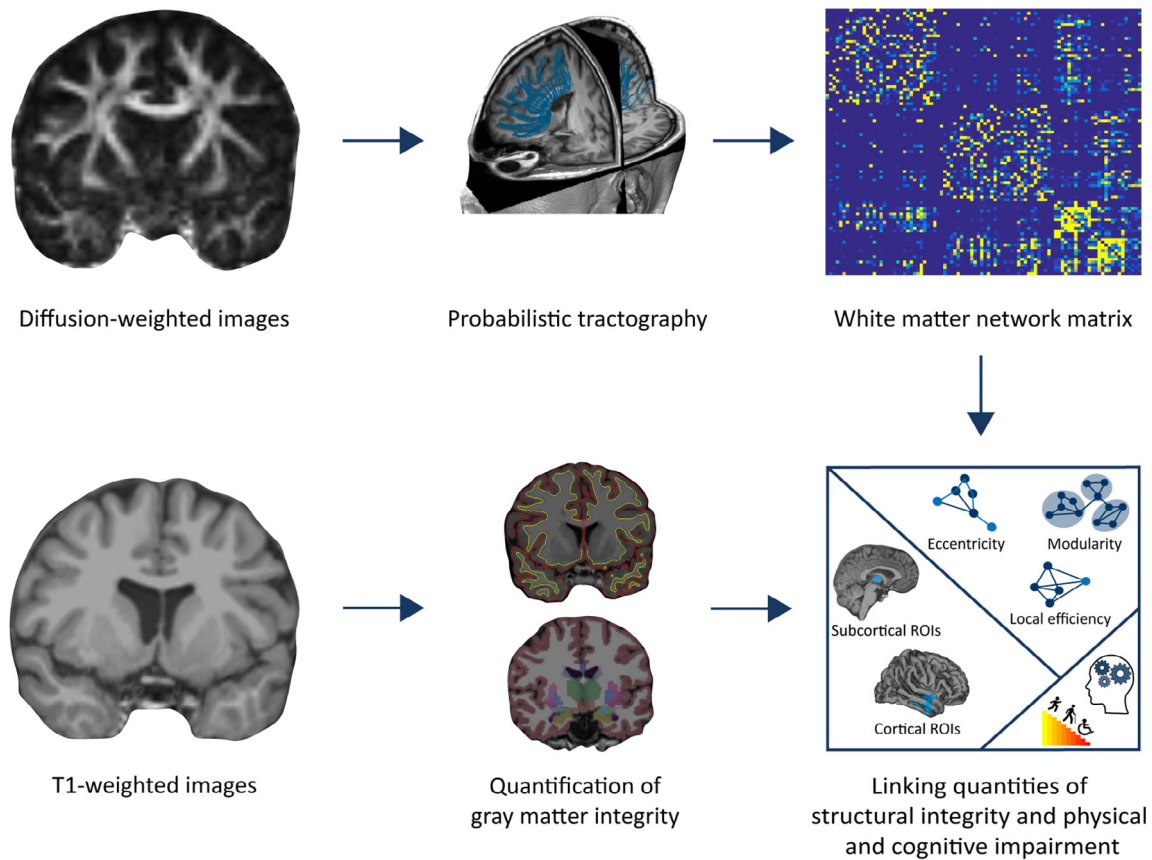 Diffusion-weighted images
Probabilistic tractography
White matter network matrix
Eccentricity
Modularity
Local efficiency
Subcortical ROIs
Cortical ROIs
T1-weighted images
Quantification of
gray matter integrity
Linking quantities of
structural integrity and physical
and cognitive impairment